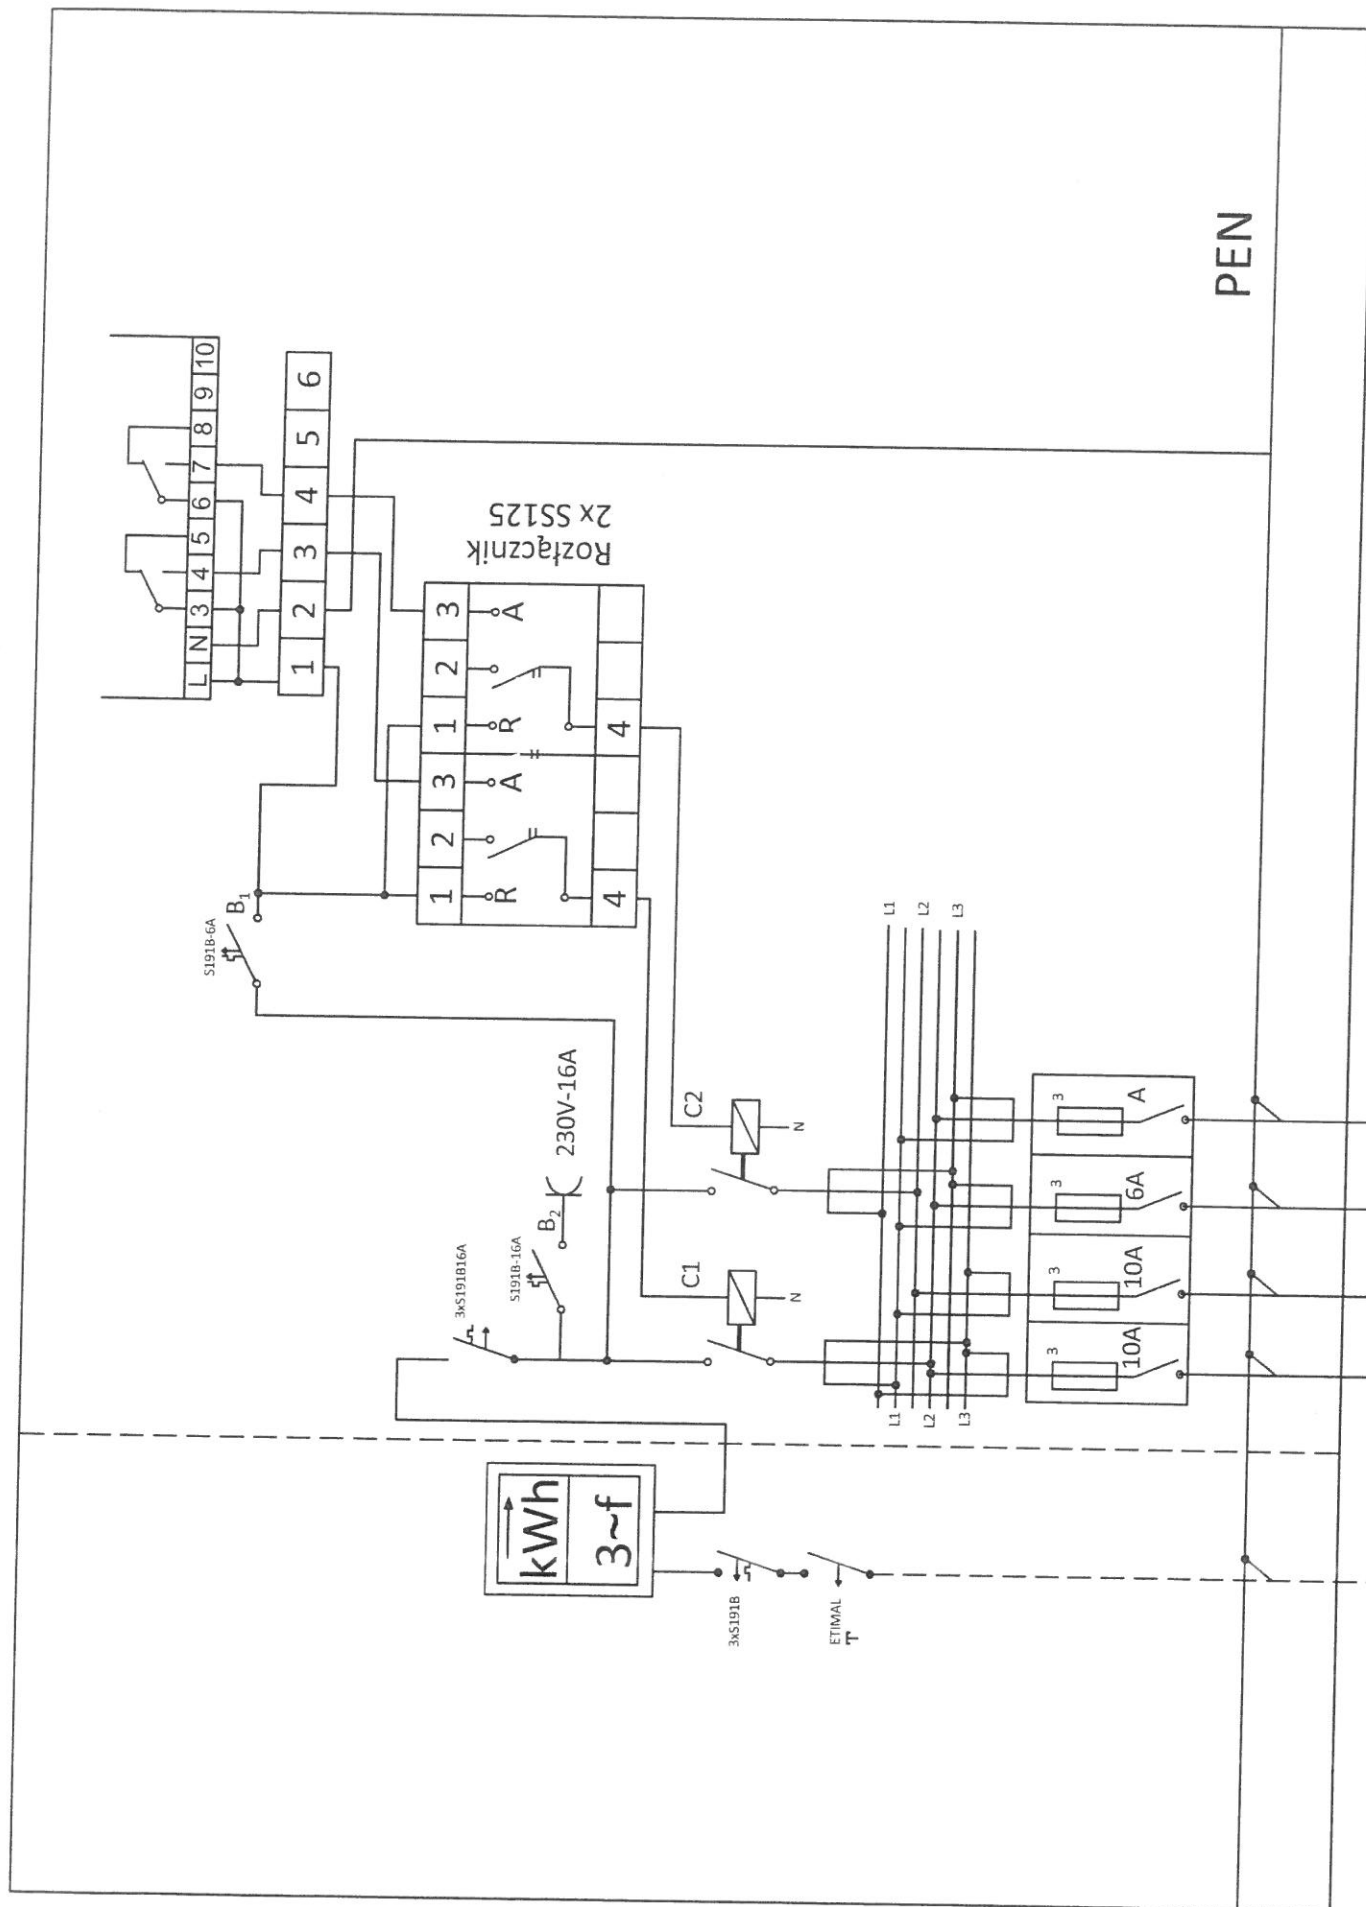 L N 3 4 5 6 7 8 9 10
1 2 3 4 5 6
S191B-6A
B₁
1 2 3 1 2 3
R A R A
4 4
Rozłącznik
2x SS125
3xS191B16A
S191B-16A
B₂
230V-16A
kWh
3~f
3xS191B
ETIMAL
T
C1
N
C2
N
L1
L2
L3
L1
L2
L3
3 3 3 3
10A 10A 6A A
PEN